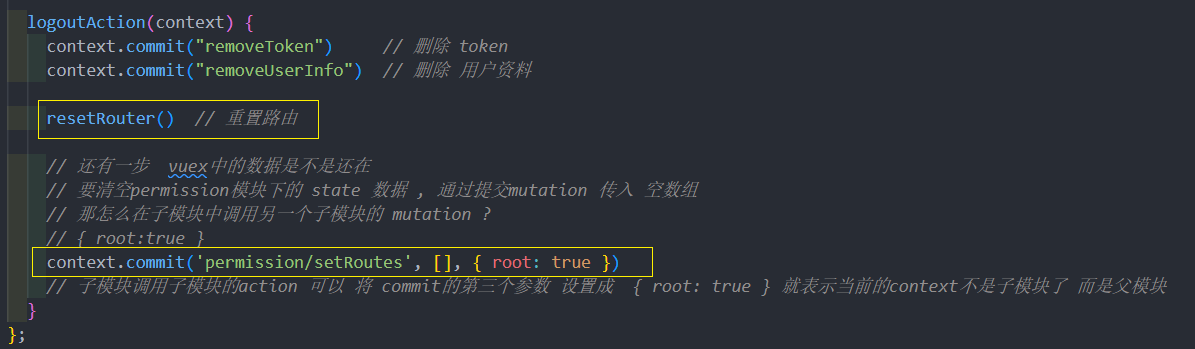 logoutAction(context) {
context.commit("removeToken")     // 删除 token
context.commit("removeUserInfo")  // 删除 用户资料
resetRouter()  // 重置路由
// 还有一步  vuex中的数据是不是还在
// 要清空permission模块下的 state 数据 , 通过提交mutation 传入 空数组
// 那怎么在子模块中调用另一个子模块的 mutation ?
// { root:true }
context.commit('permission/setRoutes', [], { root: true })
// 子模块调用子模块的action 可以 将 commit的第三个参数 设置成  { root: true } 就表示当前的context不是子模块了 而是父模块
}
};